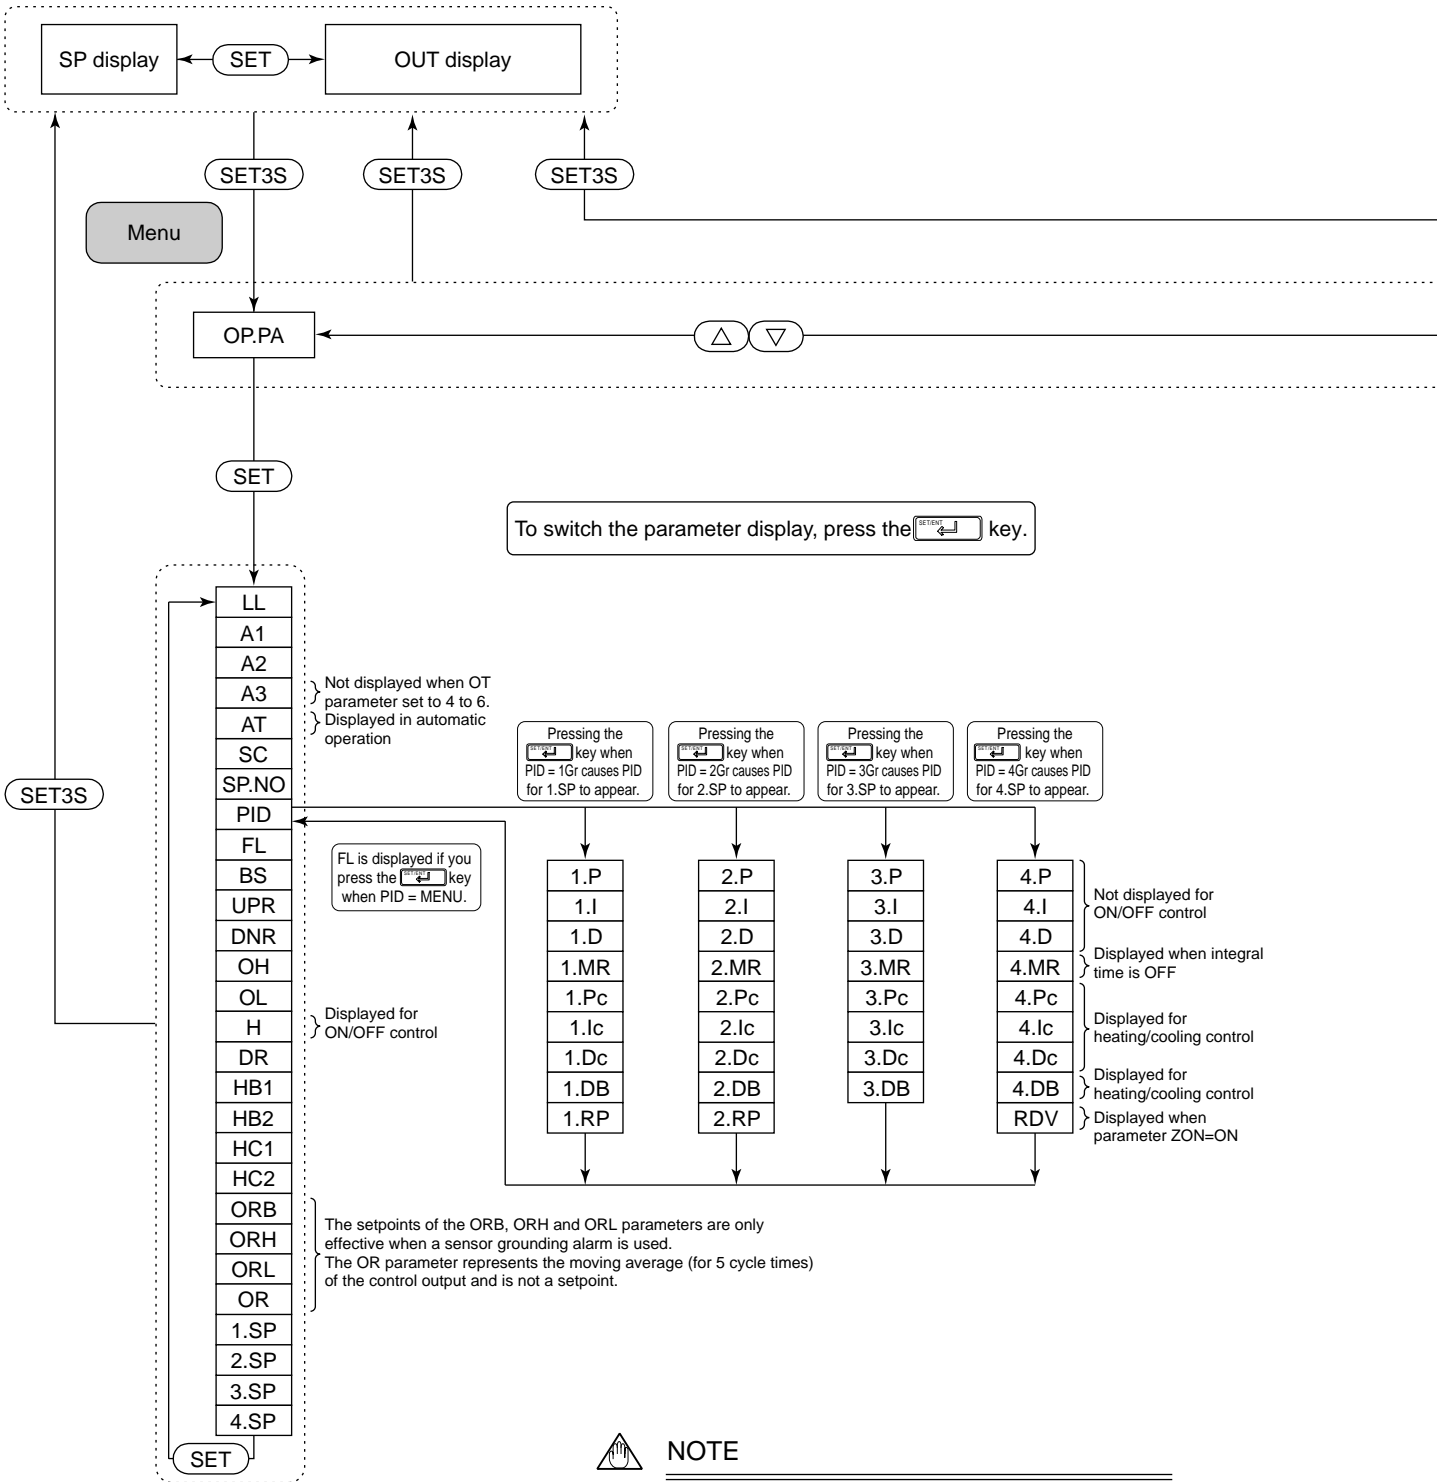 SP display
SET
OUT display
SET3S
SET3S
SET3S
Menu
OP.PA
△ ▽
SET
To switch the parameter display, press the SET/ENT key.
LL
A1
A2
A3
Not displayed when OT
parameter set to 4 to 6.
AT
Displayed in automatic
operation
SC
SP.NO
PID
FL
BS
UPR
DNR
OH
OL
H
Displayed for
ON/OFF control
DR
HB1
HB2
HC1
HC2
ORB
ORH
ORL
OR
The setpoints of the ORB, ORH and ORL parameters are only
effective when a sensor grounding alarm is used.
The OR parameter represents the moving average (for 5 cycle times)
of the control output and is not a setpoint.
1.SP
2.SP
3.SP
4.SP
SET
SET3S
FL is displayed if you
press the SET/ENT key
when PID = MENU.
Pressing the
SET/ENT key when
PID = 1Gr causes PID
for 1.SP to appear.
1.P
1.I
1.D
1.MR
1.Pc
1.Ic
1.Dc
1.DB
1.RP
Pressing the
SET/ENT key when
PID = 2Gr causes PID
for 2.SP to appear.
2.P
2.I
2.D
2.MR
2.Pc
2.Ic
2.Dc
2.DB
2.RP
Pressing the
SET/ENT key when
PID = 3Gr causes PID
for 3.SP to appear.
3.P
3.I
3.D
3.MR
3.Pc
3.Ic
3.Dc
3.DB
Pressing the
SET/ENT key when
PID = 4Gr causes PID
for 4.SP to appear.
4.P
4.I
4.D
4.MR
4.Pc
4.Ic
4.Dc
4.DB
RDV
Not displayed for
ON/OFF control
Displayed when integral
time is OFF
Displayed for
heating/cooling control
Displayed for
heating/cooling control
Displayed when
parameter ZON=ON
NOTE